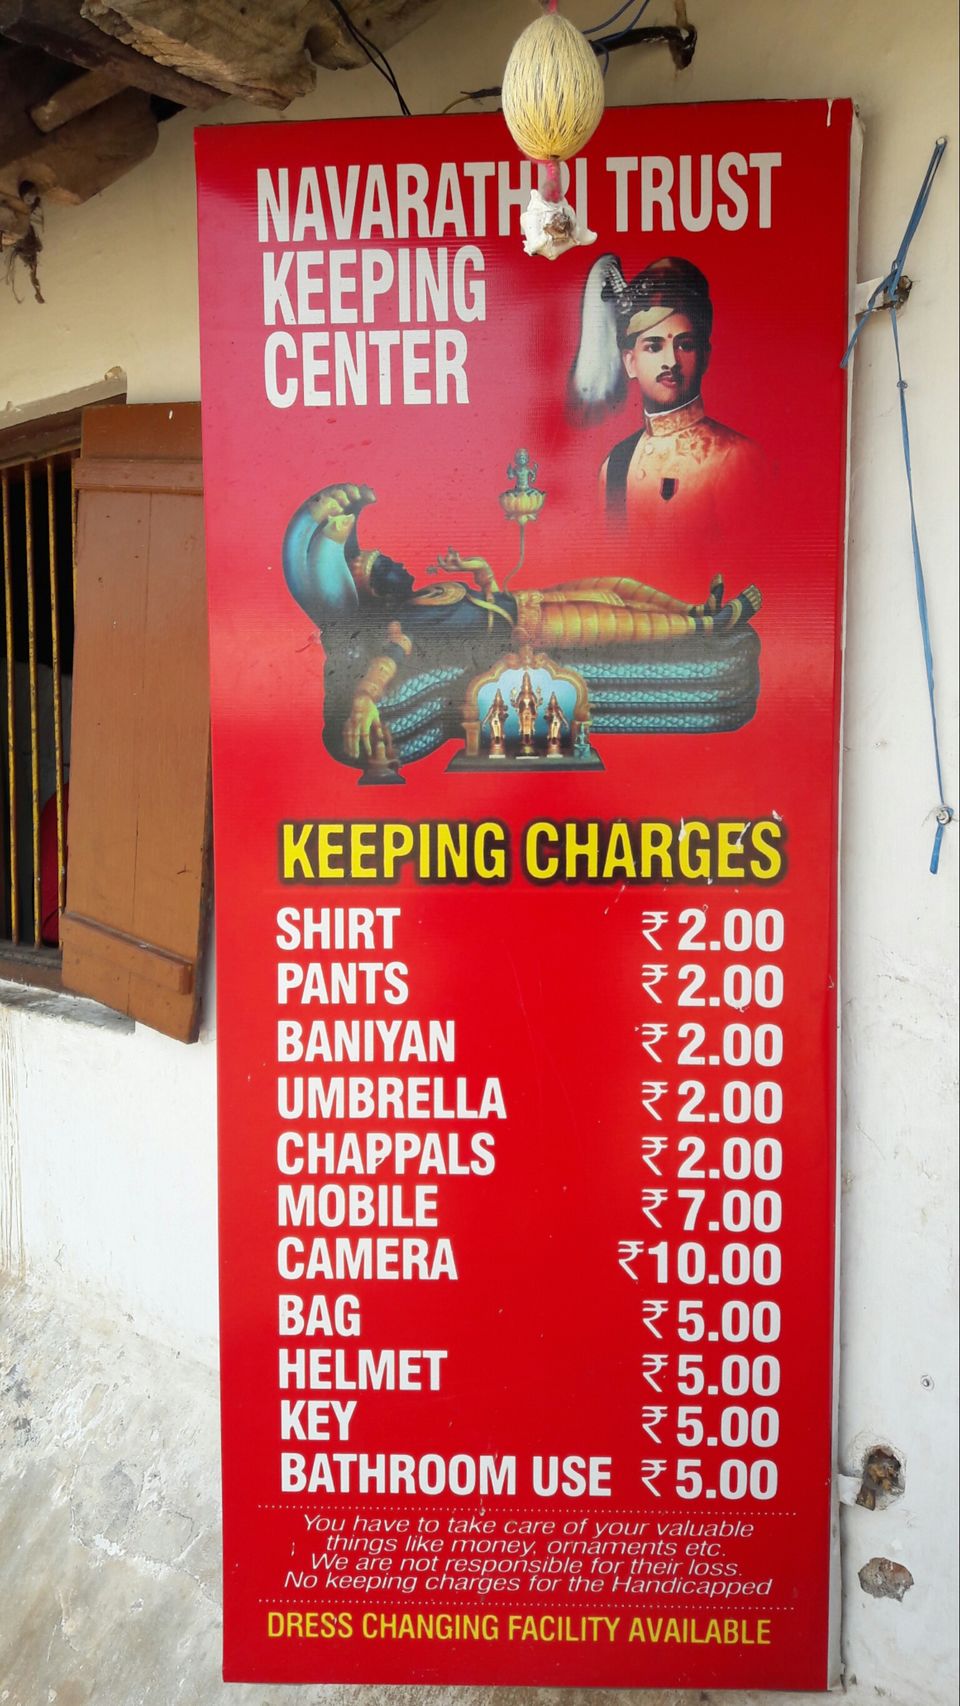 NAVARATHRI TRUST
KEEPING
CENTER
KEEPING CHARGES
SHIRT ₹ 2.00
PANTS ₹ 2.00
BANIYAN ₹ 2.00
UMBRELLA ₹ 2.00
CHAPPALS ₹ 2.00
MOBILE ₹ 7.00
CAMERA ₹10.00
BAG ₹ 5.00
HELMET ₹ 5.00
KEY ₹ 5.00
BATHROOM USE ₹ 5.00
You have to take care of your valuable
things like money, ornaments etc.
We are not responsible for their loss.
No keeping charges for the Handicapped
DRESS CHANGING FACILITY AVAILABLE